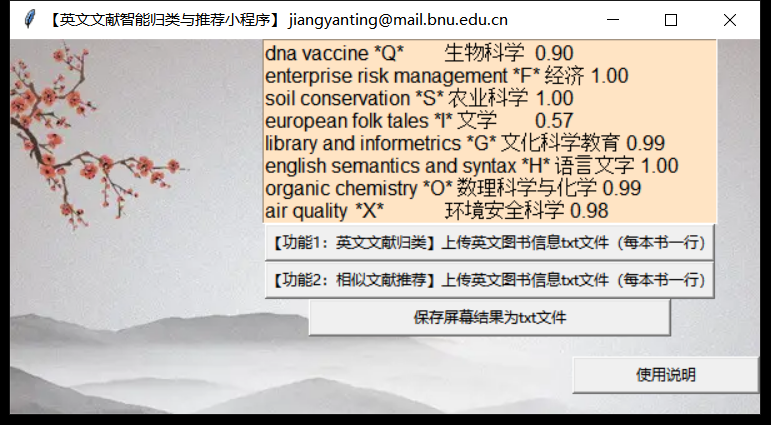 【英文文献智能归类与推荐小程序】 jiangyanting@mail.bnu.edu.cn
dna vaccine *Q* 生物科学 0.90
enterprise risk management *F* 经济 1.00
soil conservation *S* 农业科学 1.00
european folk tales *I* 文学 0.57
library and informetrics *G* 文化科学教育 0.99
english semantics and syntax *H* 语言文字 1.00
organic chemistry *O* 数理科学与化学 0.99
air quality *X* 环境安全科学 0.98
【功能1：英文文献归类】上传英文图书信息txt文件（每本书一行）
【功能2：相似文献推荐】上传英文图书信息txt文件（每本书一行）
保存屏幕结果为txt文件
使用说明